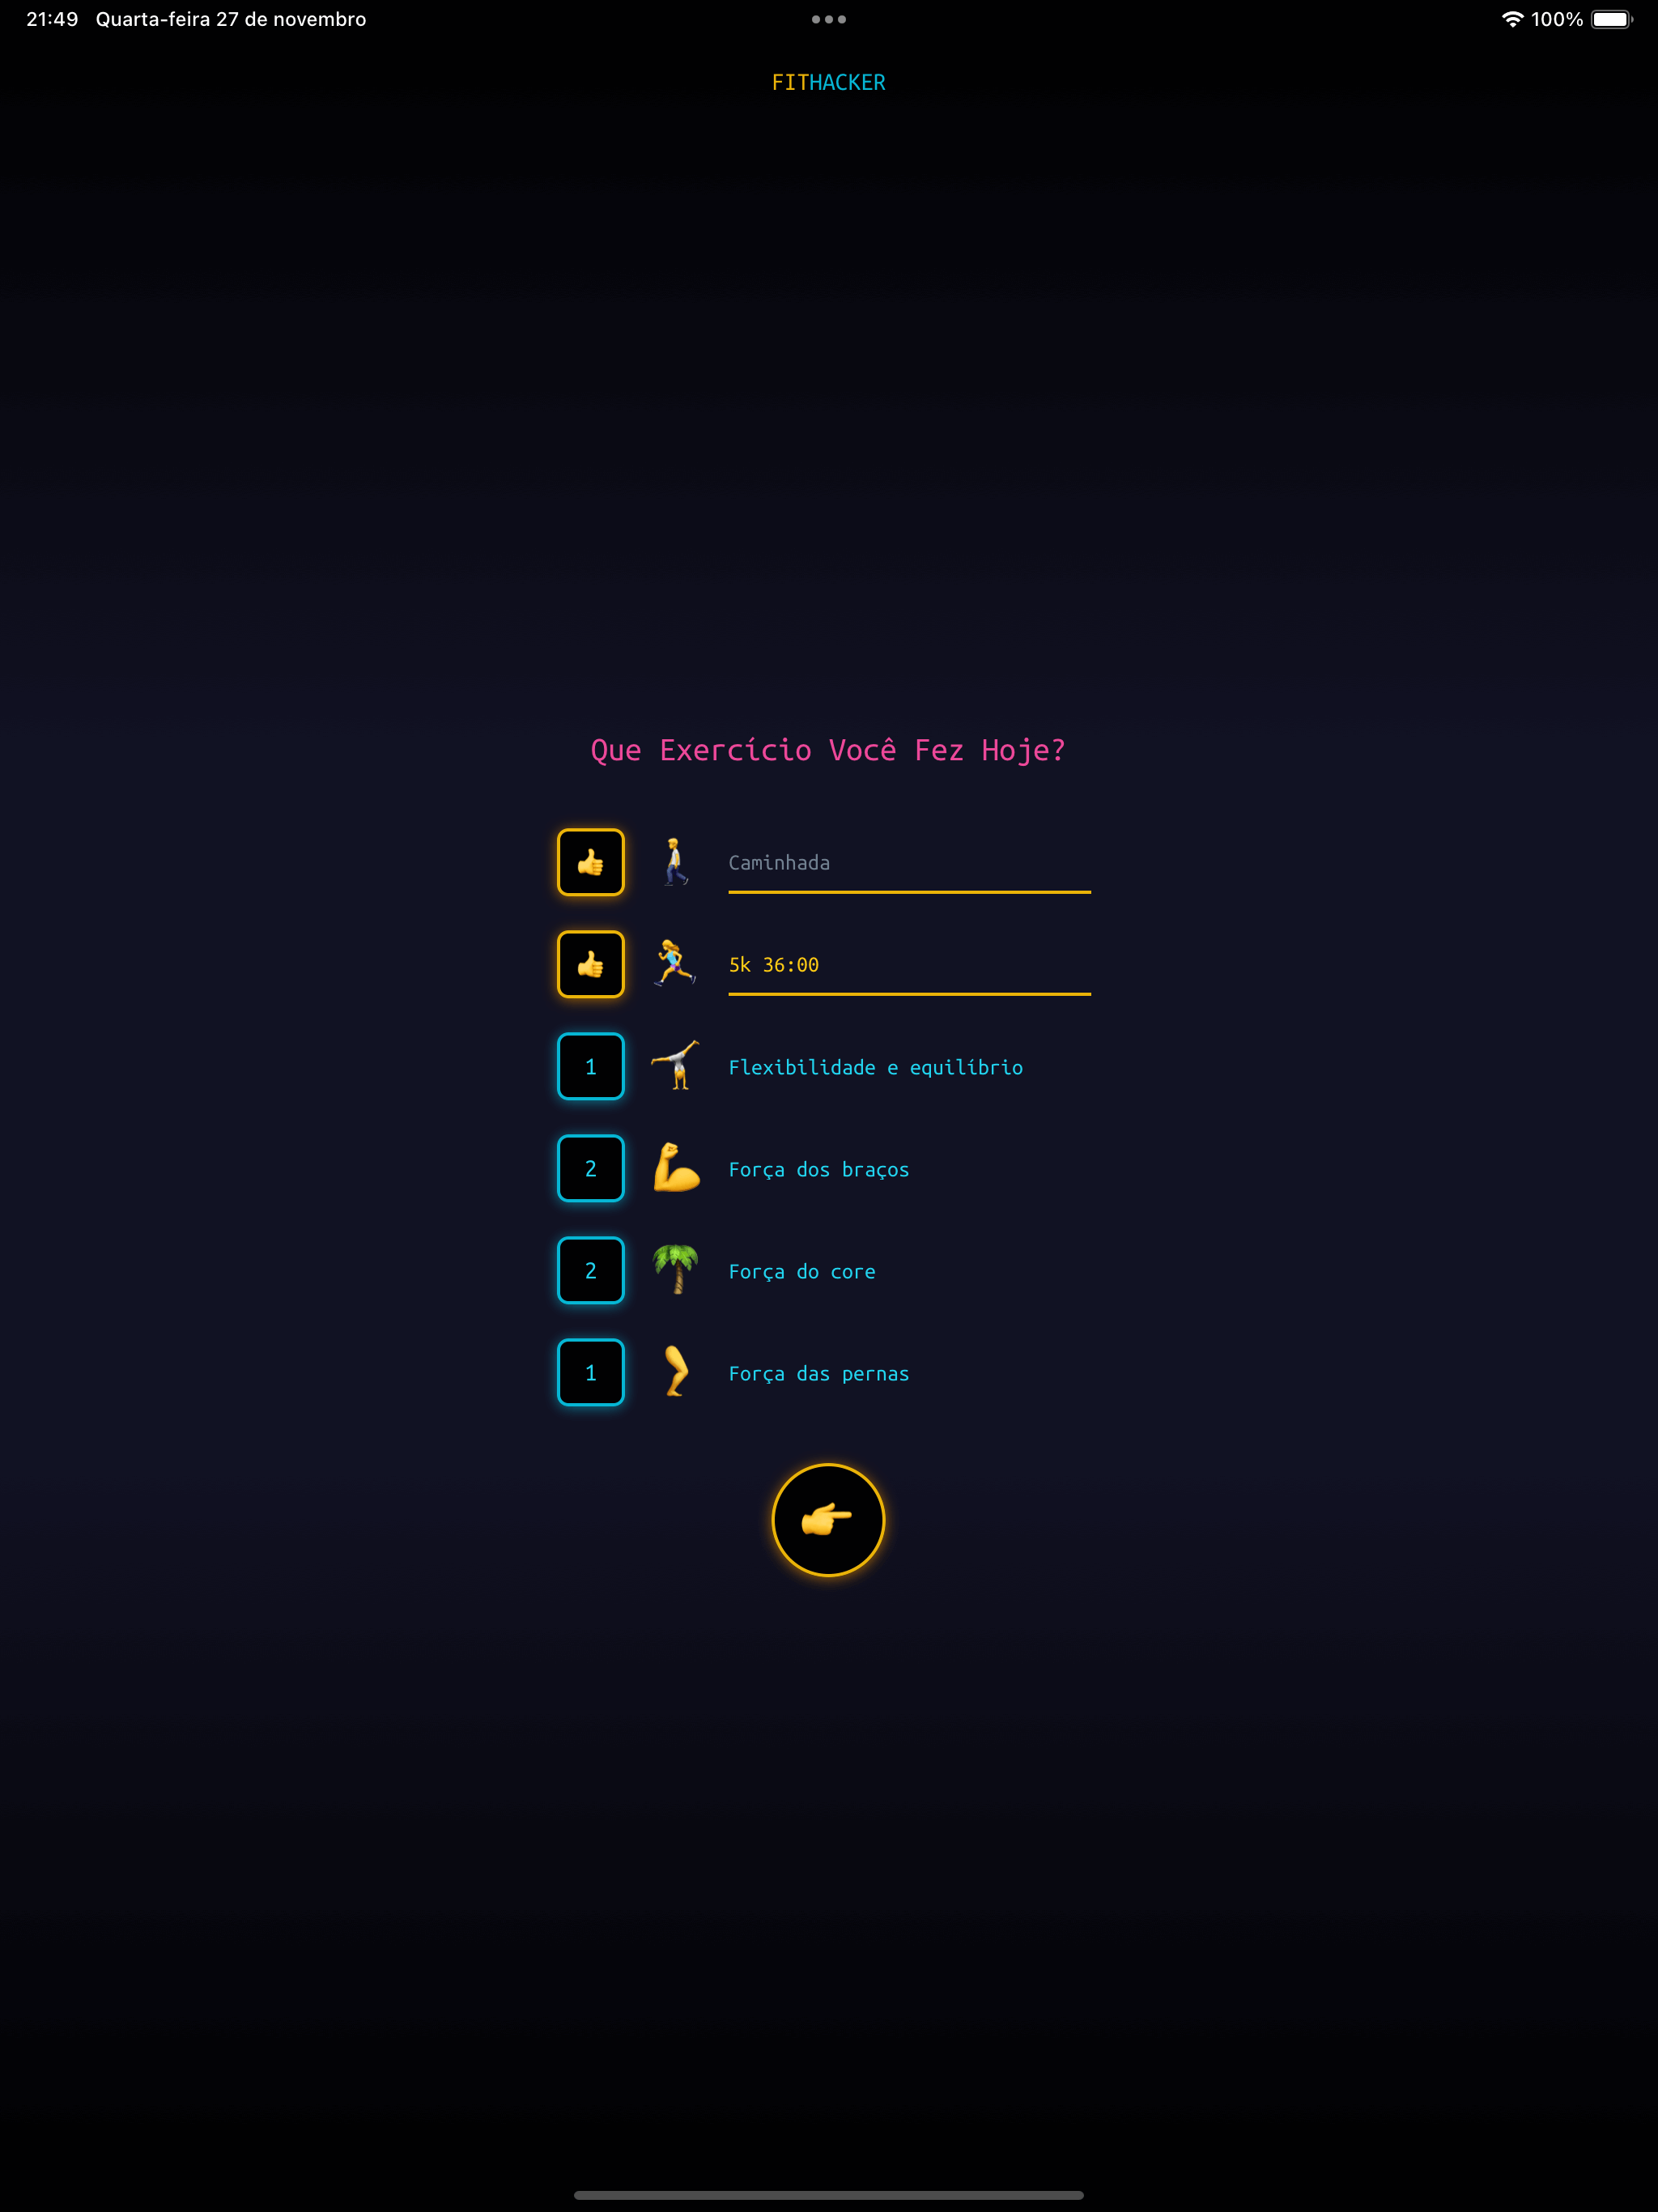 21:49 Quarta-feira 27 de novembro 100%
FITHACKER
Que Exercício Você Fez Hoje?
Caminhada
5k 36:00
1 Flexibilidade e equilíbrio
2 Força dos braços
2 Força do core
1 Força das pernas